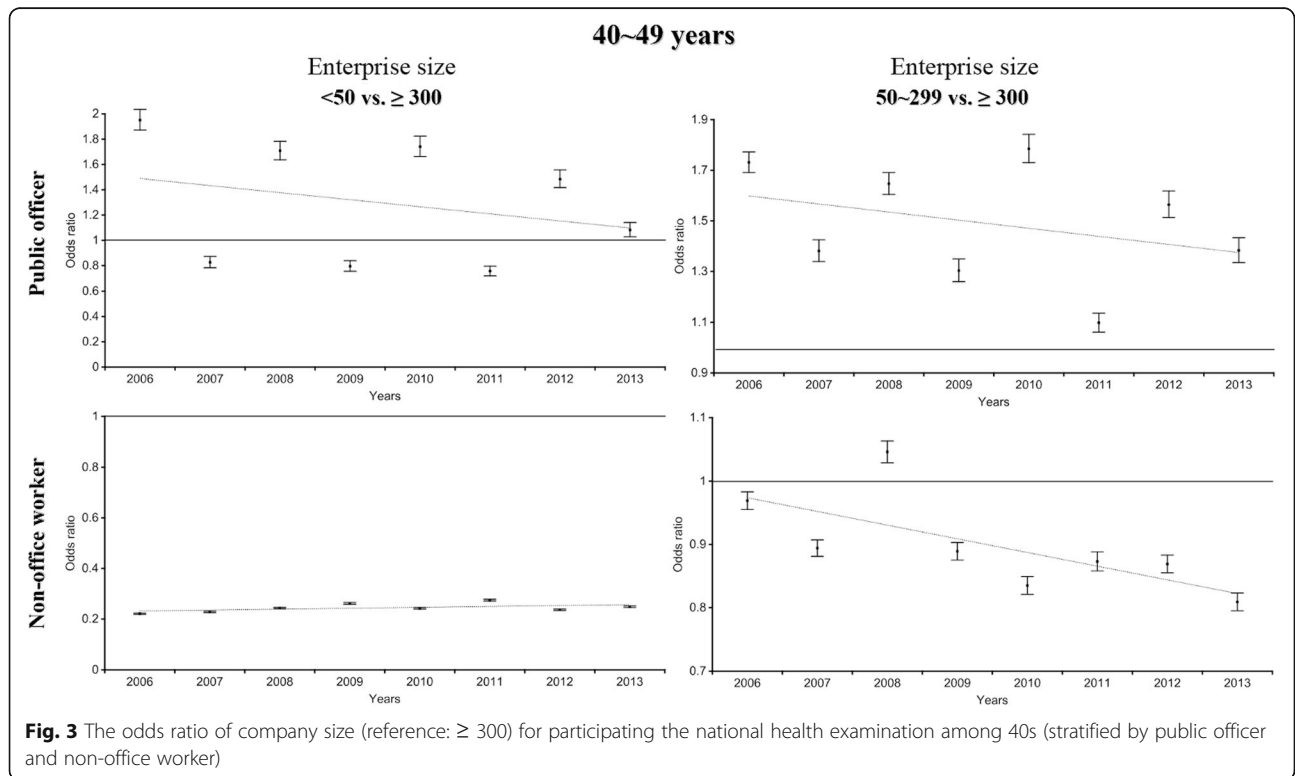 40~49 years
Enterprise size
<50 vs. ≥ 300
Enterprise size
50~299 vs. ≥ 300
Public officer
Odds ratio
2
1.8
1.6
1.4
1.2
1
0.8
0.6
0.4
0.2
0
2006 2007 2008 2009 2010 2011 2012 2013
Years
Odds ratio
1.9
1.7
1.5
1.3
1.1
0.9
2006 2007 2008 2009 2010 2011 2012 2013
Years
Non-office worker
Odds ratio
1
0.8
0.6
0.4
0.2
0
2006 2007 2008 2009 2010 2011 2012 2013
Years
Odds ratio
1.1
1
0.9
0.8
0.7
2006 2007 2008 2009 2010 2011 2012 2013
Years
Fig. 3 The odds ratio of company size (reference: ≥ 300) for participating the national health examination among 40s (stratified by public officer
and non-office worker)